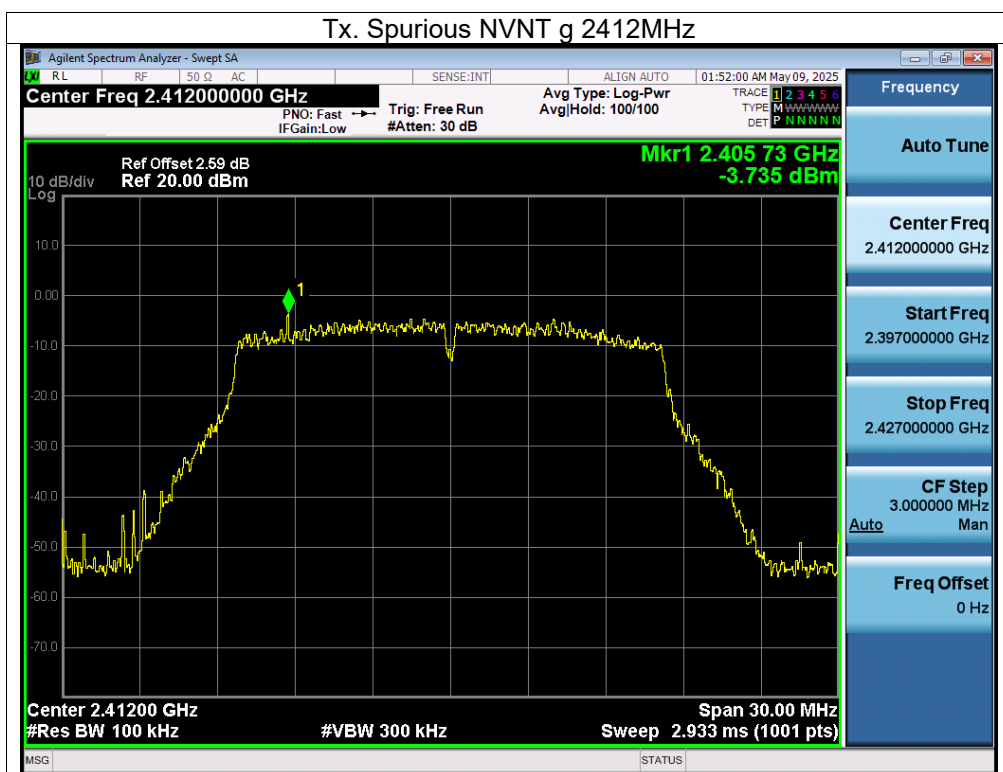 Tx. Spurious NVNT g 2412MHz
Agilent Spectrum Analyzer - Swept SA
LXI RL RF 50 Ω AC SENSE:INT ALIGN AUTO 01:52:00 AM May 09, 2025
Center Freq 2.412000000 GHz
PNO: Fast
IFGain:Low
Trig: Free Run
#Atten: 30 dB
Avg Type: Log-Pwr
Avg|Hold: 100/100
TRACE 1 2 3 4 5 6
TYPE M WWWWW
DET P N N N N N
Mkr1 2.405 73 GHz
-3.735 dBm
Ref Offset 2.59 dB
10 dB/div Ref 20.00 dBm
Log
10.0
0.00
-10.0
-20.0
-30.0
-40.0
-50.0
-60.0
-70.0
1
Center 2.41200 GHz Span 30.00 MHz
#Res BW 100 kHz #VBW 300 kHz Sweep 2.933 ms (1001 pts)
MSG STATUS
Frequency
Auto Tune
Center Freq
2.412000000 GHz
Start Freq
2.397000000 GHz
Stop Freq
2.427000000 GHz
CF Step
3.000000 MHz
Auto Man
Freq Offset
0 Hz